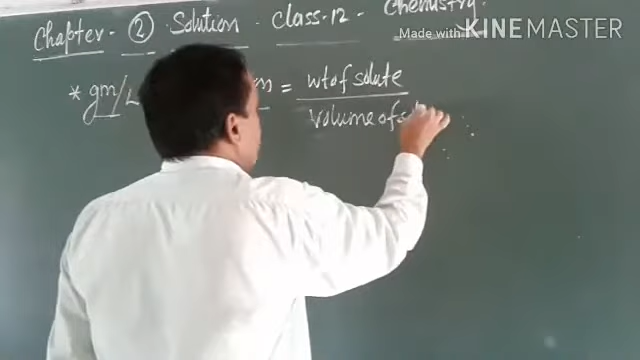 Chapter - ② Solution . Class - 12 - Chemistry.
Made with KINEMASTER
* gm/L = wt of solute
volume of